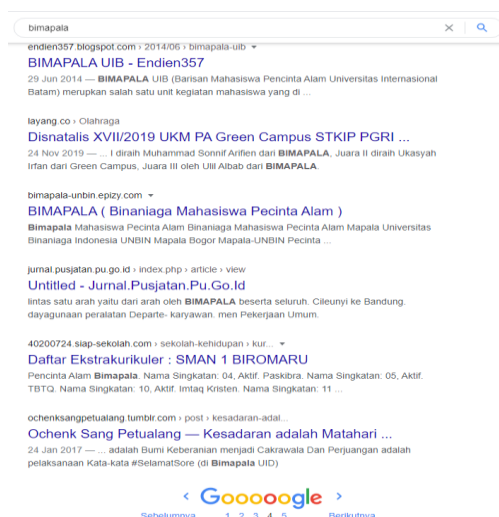 bimapala
endien357.blogspot.com › 2014/06 › bimapala-uib
BIMAPALA UIB - Endien357
29 Jun 2014 — BIMAPALA UIB (Barisan Mahasiswa Pencinta Alam Universitas Internasional
Batam) merupkan salah satu unit kegiatan mahasiswa yang di ...
layang.co › Olahraga
Disnatalis XVII/2019 UKM PA Green Campus STKIP PGRI ...
24 Nov 2019 — ... I diraih Muhammad Sonnif Arifien dari BIMAPALA, Juara II diraih Ukasyah
Irfan dari Green Campus, Juara III oleh Ulil Albab dari BIMAPALA.
bimapala-unbin.epizy.com
BIMAPALA ( Binaniaga Mahasiswa Pecinta Alam )
Bimapala Mahasiswa Pecinta Alam Binaniaga Mahasiswa Pecinta Alam Mapala Universitas
Binaniaga Indonesia UNBIN Mapala Bogor Mapala-UNBIN Pecinta ...
jurnal.pusjatan.pu.go.id › index.php › article › view
Untitled - Jurnal.Pusjatan.Pu.Go.Id
lintas satu arah yaitu dari arah oleh BIMAPALA beserta seluruh. Cileunyi ke Bandung.
dayagunaan peralatan Departe- karyawan. men Pekerjaan Umum.
40200724.siap-sekolah.com › sekolah-kehidupan › kur...
Daftar Ekstrakurikuler : SMAN 1 BIROMARU
Pencinta Alam Bimapala. Nama Singkatan: 04, Aktif. Paskibra. Nama Singkatan: 05, Aktif.
TBTQ. Nama Singkatan: 10, Aktif. Imtaq Kristen. Nama Singkatan: 11 ...
ochenksangpetualang.tumblr.com › post › kesadaran-adal...
Ochenk Sang Petualang — Kesadaran adalah Matahari ...
24 Jan 2017 — ... adalah Bumi Keberanian menjadi Cakrawala Dan Perjuangan adalah
pelaksanaan Kata-kata #SelamatSore (di Bimapala UID)
‹ Gooooogle ›
Sebelumnya 1 2 3 4 5 Berikutnya